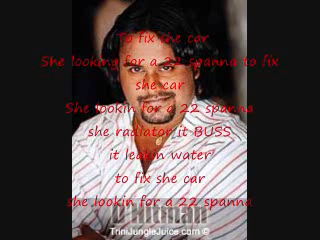 To fix she car
She looking for a 22 spanna to fix
she car
She lookin for a 22 spanna
she radiator it BUSS
it leakin water
to fix she car
she lookin for a 22 spanna
D Hitman
TriniJungleJuice.com ©